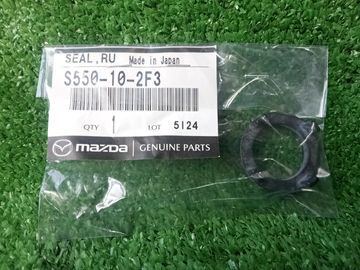 SEAL, RU Made in Japan
S550-10-2F3
QTY 1 LOT 5124
mazda GENUINE PARTS